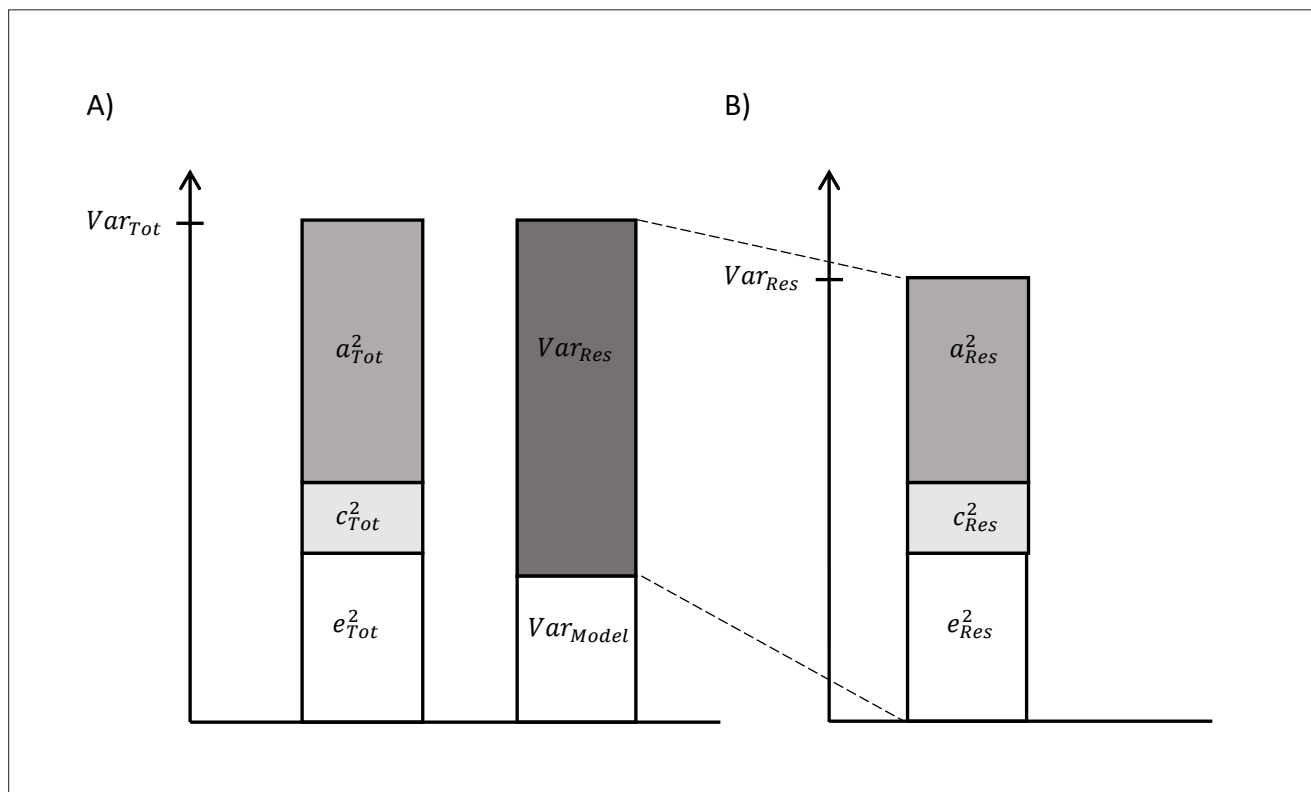 A)
B)
Var_Tot
Var_Res
a²_Tot
Var_Res
a²_Res
c²_Tot
c²_Res
e²_Tot
Var_Model
e²_Res